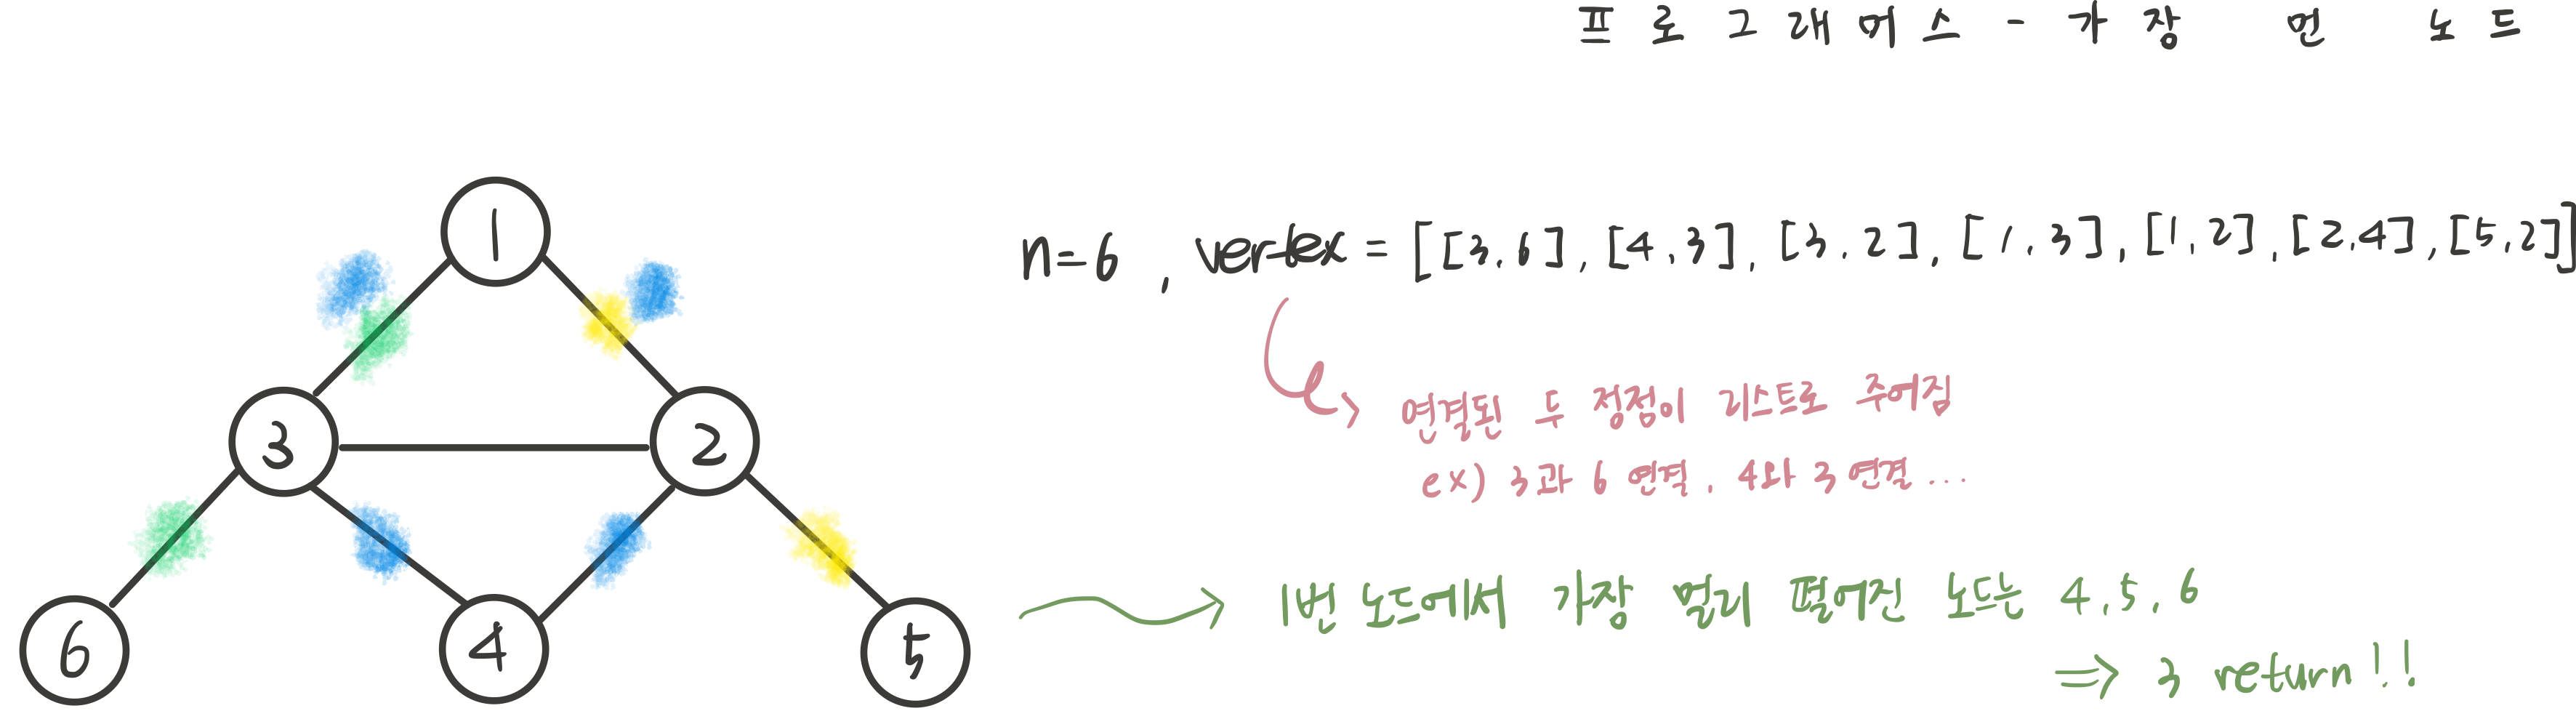 프로그래머스 - 가장 먼 노드
n=6 , vertex = [[3,6],[4,3],[3,2],[1,3],[1,2],[2,4],[5,2]]
연결된 두 정점이 리스트로 주어짐
ex) 3과 6 연결, 4와 3 연결 ...
1번 노드에서 가장 멀리 떨어진 노드는 4,5,6
⇒ 3 return!!
1
3
2
6
4
5